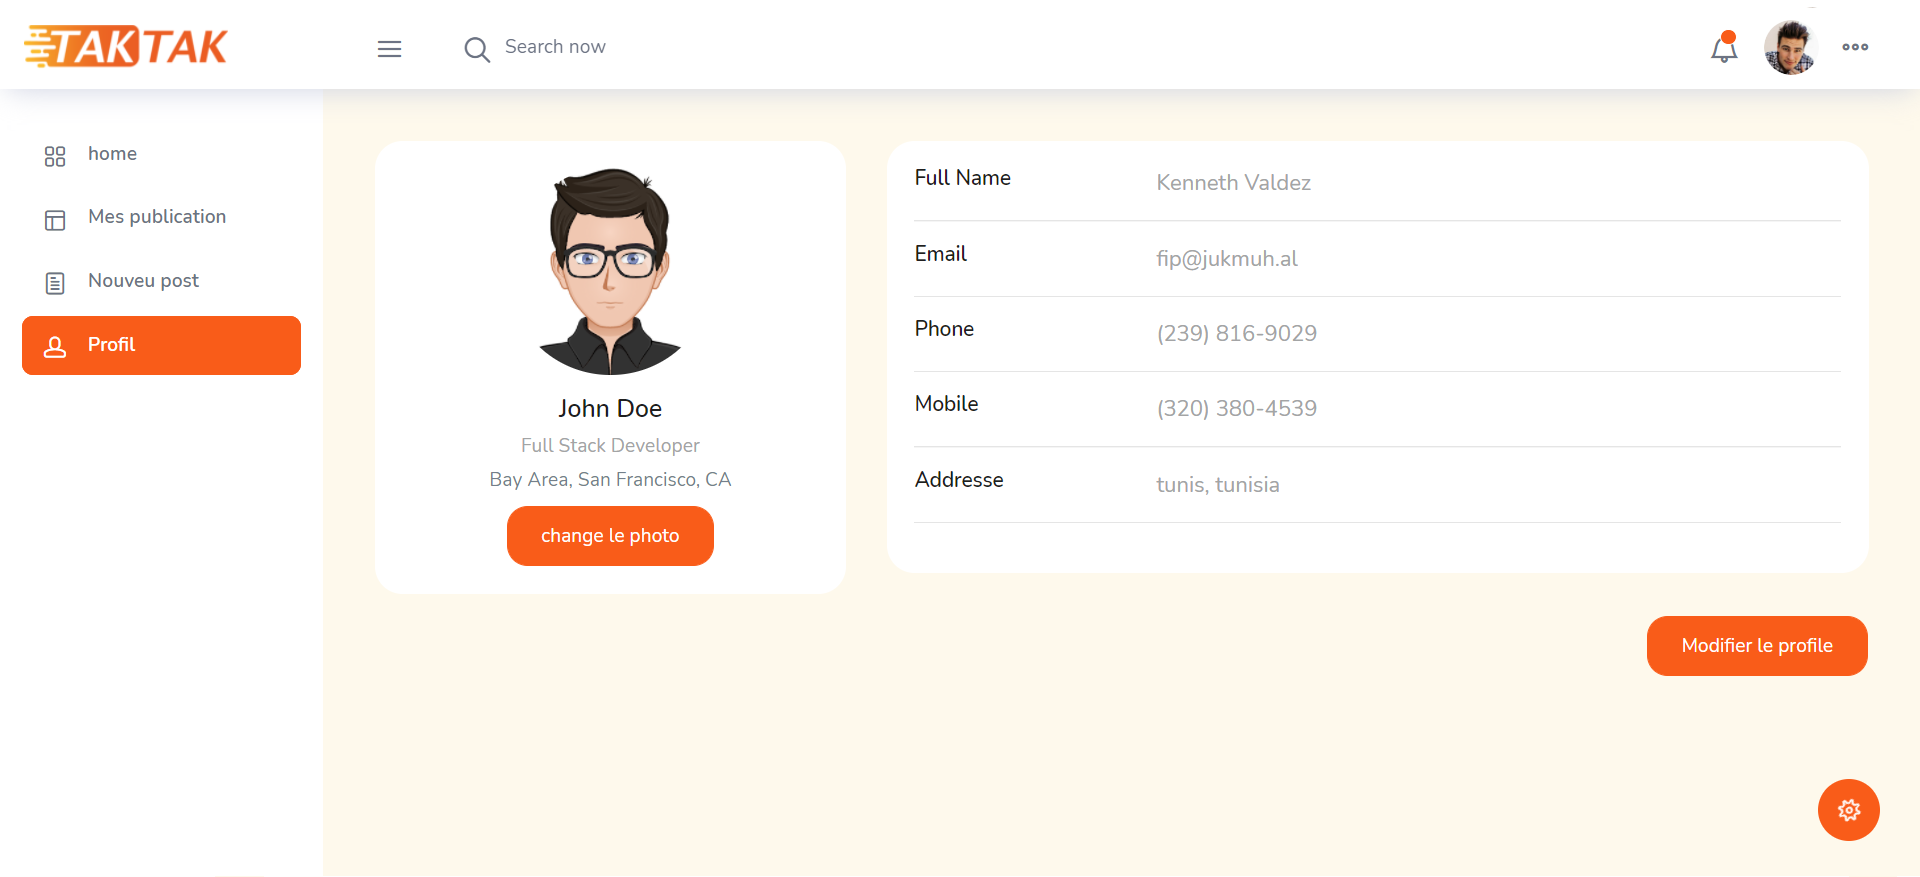 TAKTAK
Search now
home
Mes publication
Nouveu post
Profil
John Doe
Full Stack Developer
Bay Area, San Francisco, CA
change le photo
Full Name Kenneth Valdez
Email fip@jukmuh.al
Phone (239) 816-9029
Mobile (320) 380-4539
Addresse tunis, tunisia
Modifier le profile